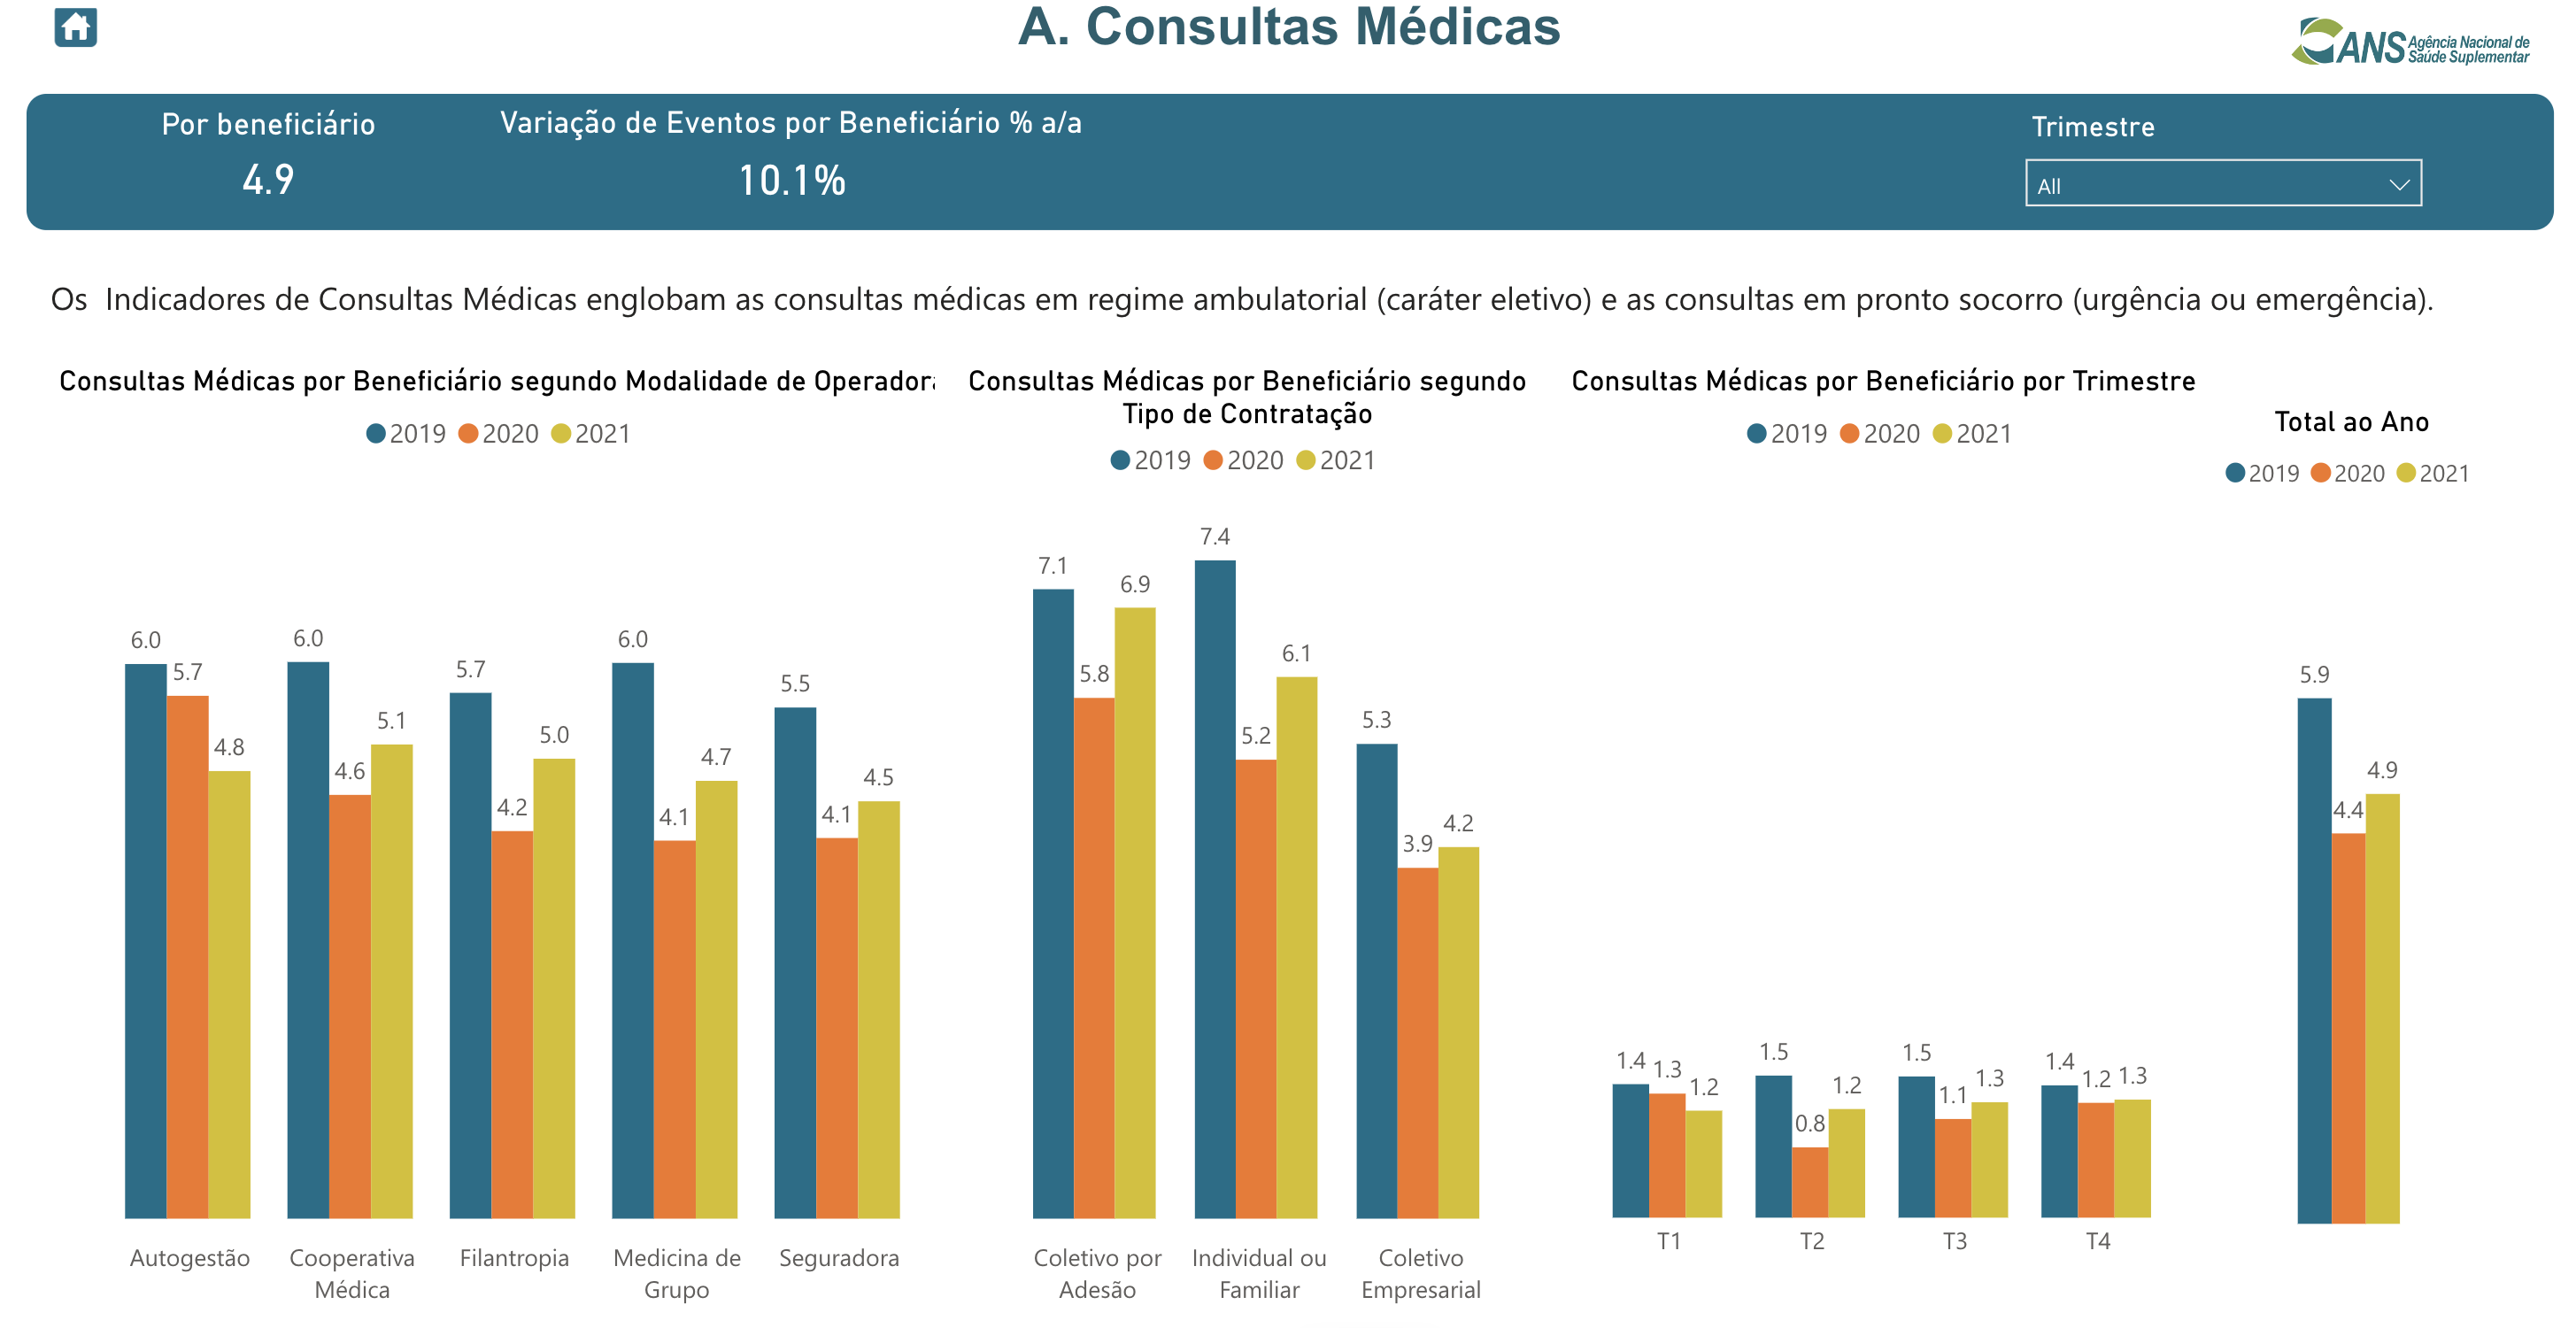 A. Consultas Médicas
ANS Agência Nacional de
Saúde Suplementar
Por beneficiário
4.9
Variação de Eventos por Beneficiário % a/a
10.1%
Trimestre
All
Os Indicadores de Consultas Médicas englobam as consultas médicas em regime ambulatorial (caráter eletivo) e as consultas em pronto socorro (urgência ou emergência).
Consultas Médicas por Beneficiário segundo Modalidade de Operadora
2019 2020 2021
6.0 5.7 4.8
6.0 4.6 5.1
5.7 4.2 5.0
6.0 4.1 4.7
5.5 4.1 4.5
Autogestão
Cooperativa
Médica
Filantropia
Medicina de
Grupo
Seguradora
Consultas Médicas por Beneficiário segundo
Tipo de Contratação
2019 2020 2021
7.1 5.8 6.9
7.4 5.2 6.1
5.3 3.9 4.2
Coletivo por
Adesão
Individual ou
Familiar
Coletivo
Empresarial
Consultas Médicas por Beneficiário por Trimestre
2019 2020 2021
1.4 1.3 1.2
1.5 0.8 1.2
1.5 1.1 1.3
1.4 1.2 1.3
T1
T2
T3
T4
Total ao Ano
2019 2020 2021
5.9 4.4 4.9